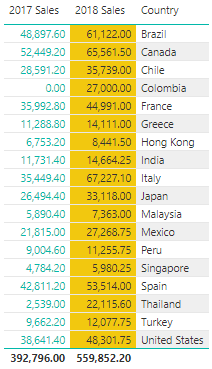 2017 Sales 2018 Sales Country
48,897.60 61,122.00 Brazil
52,449.20 65,561.50 Canada
28,591.20 35,739.00 Chile
0.00 27,000.00 Colombia
35,992.80 44,991.00 France
11,288.80 14,111.00 Greece
6,753.20 8,441.50 Hong Kong
11,731.40 14,664.25 India
35,449.40 67,227.10 Italy
26,494.40 33,118.00 Japan
5,890.40 7,363.00 Malaysia
21,815.00 27,268.75 Mexico
9,004.60 11,255.75 Peru
4,784.20 5,980.25 Singapore
42,811.20 53,514.00 Spain
2,539.00 22,115.60 Thailand
9,662.20 12,077.75 Turkey
38,641.40 48,301.75 United States
392,796.00 559,852.20